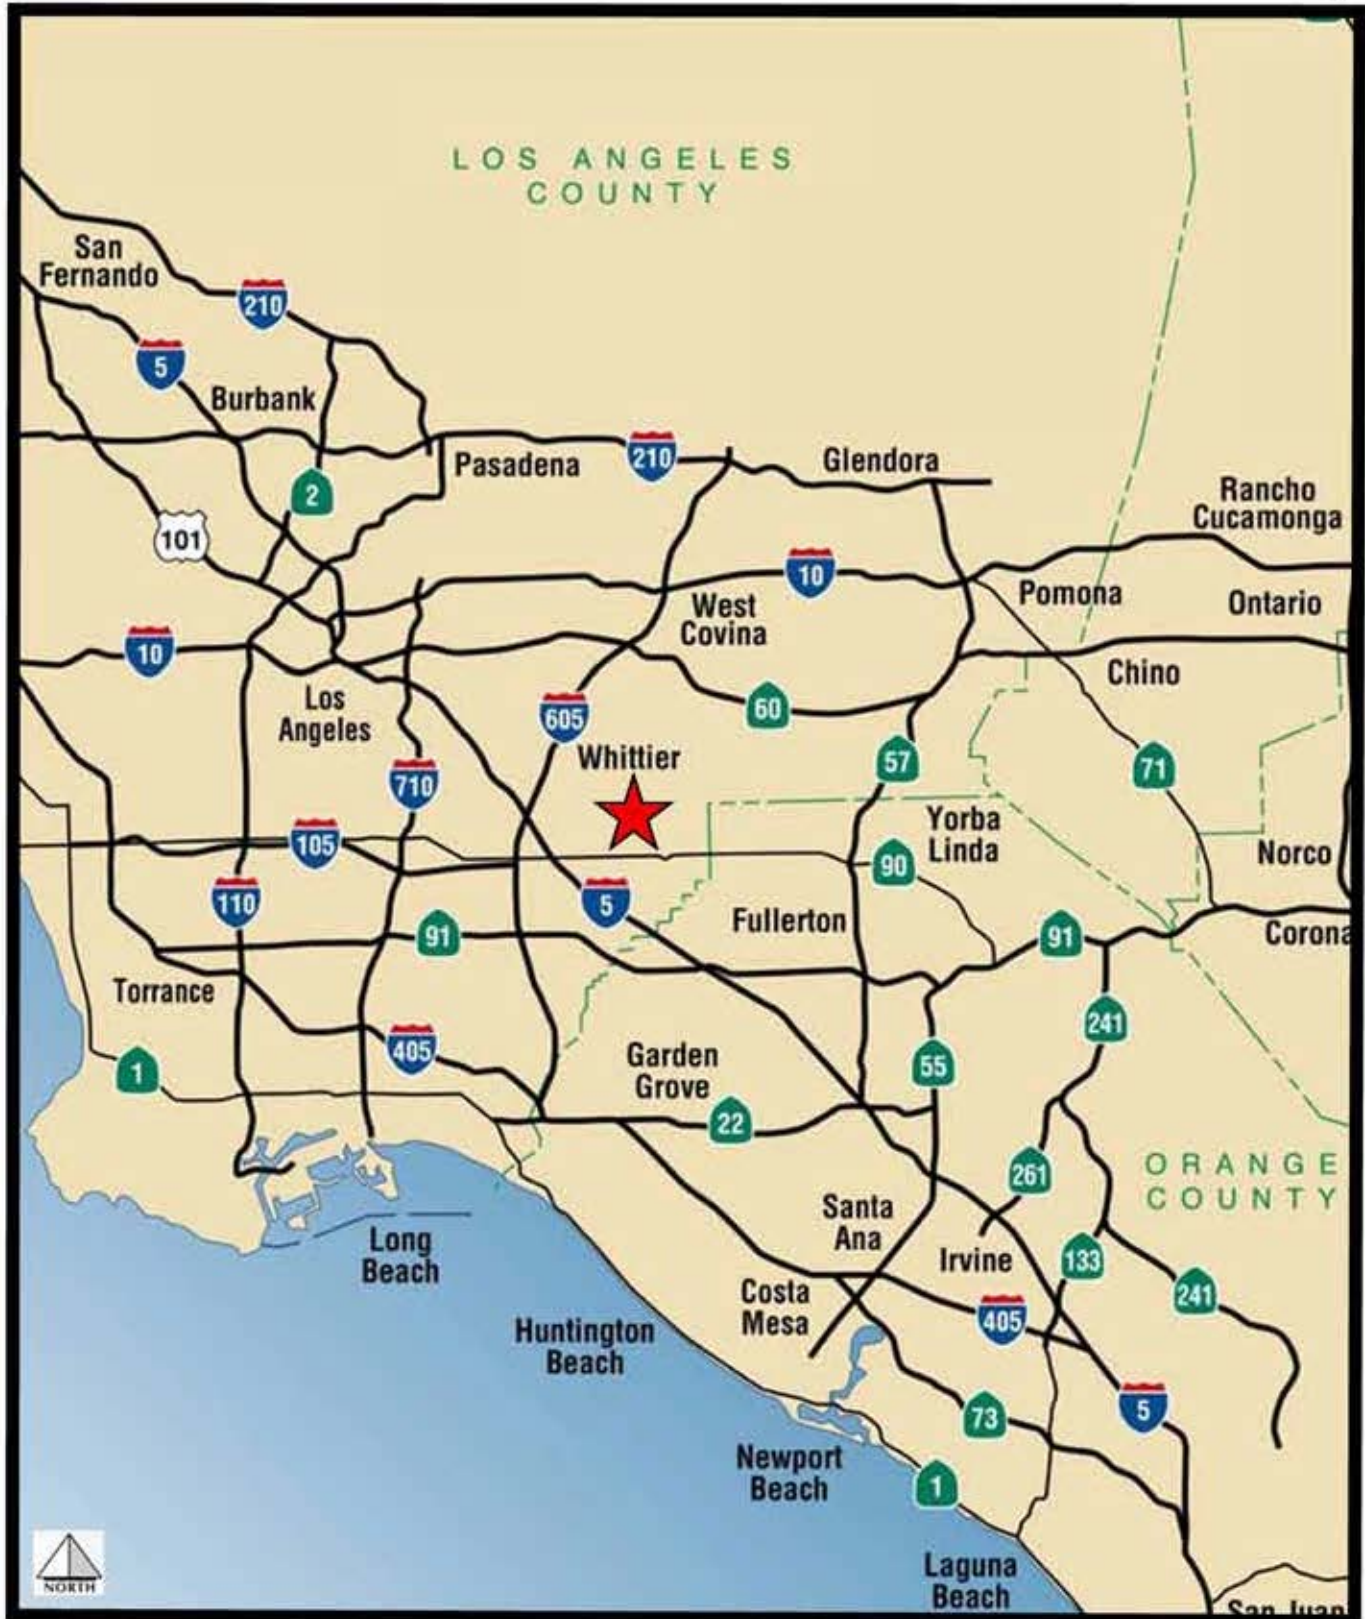 LOS ANGELES
COUNTY
San
Fernando
210
5
Burbank
2
Pasadena
210
Glendora
Rancho
Cucamonga
101
10
Pomona
Ontario
West
Covina
10
Chino
Los
Angeles
605
60
Whittier
57
71
710
Yorba
Linda
105
90
Norco
110
5
Fullerton
91
91
Corona
Torrance
241
405
Garden
Grove
55
1
22
261
ORANGE
COUNTY
Santa
Ana
Long
Beach
Irvine
133
241
Costa
Mesa
405
Huntington
Beach
5
73
Newport
Beach
1
Laguna
Beach
NORTH
San Juan